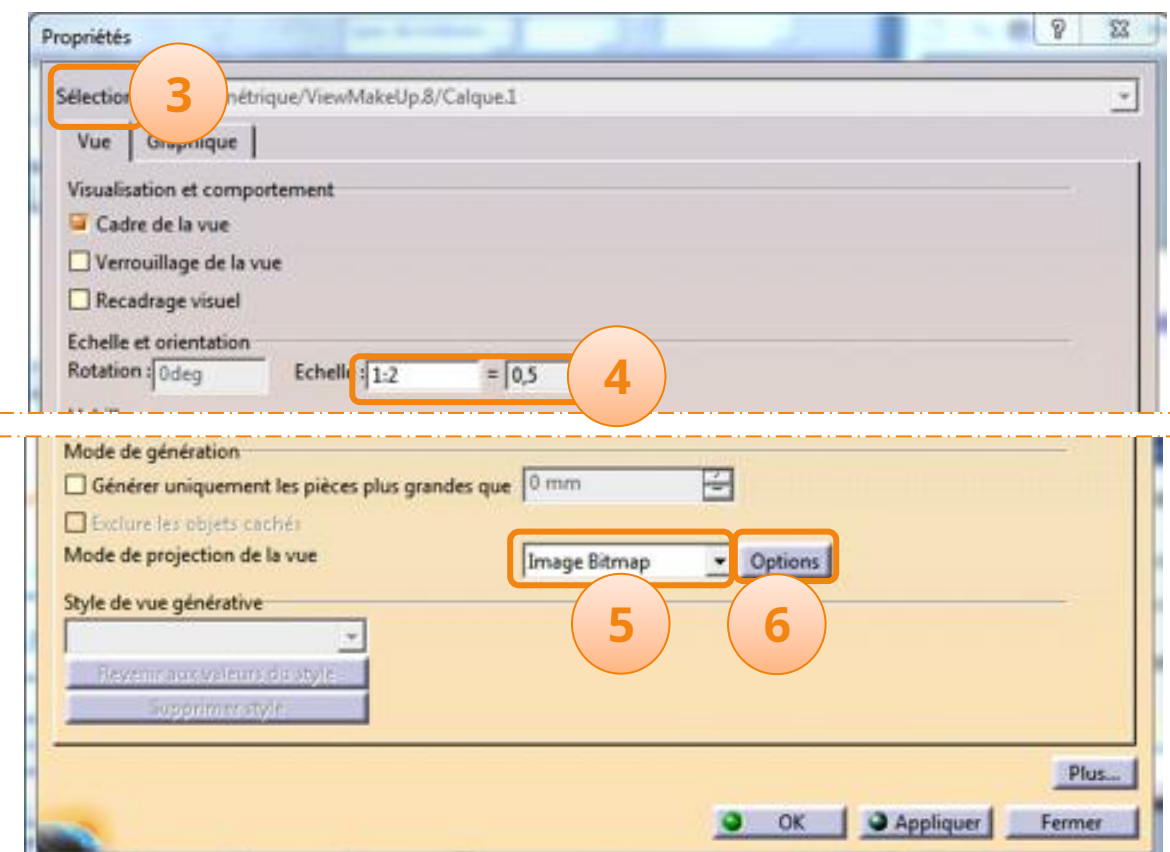 Propriétés
Sélection 3 nétrique/ViewMakeUp.8/Calque.1
Vue Graphique
Visualisation et comportement
Cadre de la vue
Verrouillage de la vue
Recadrage visuel
Echelle et orientation
Rotation : 0deg Echelle : 1:2 = 0,5 4
Mode de génération
Générer uniquement les pièces plus grandes que 0 mm
Exclure les objets cachés
Mode de projection de la vue Image Bitmap Options
5 6
Style de vue générative
Revenir aux valeurs du style
Supprimer style
Plus...
OK Appliquer Fermer